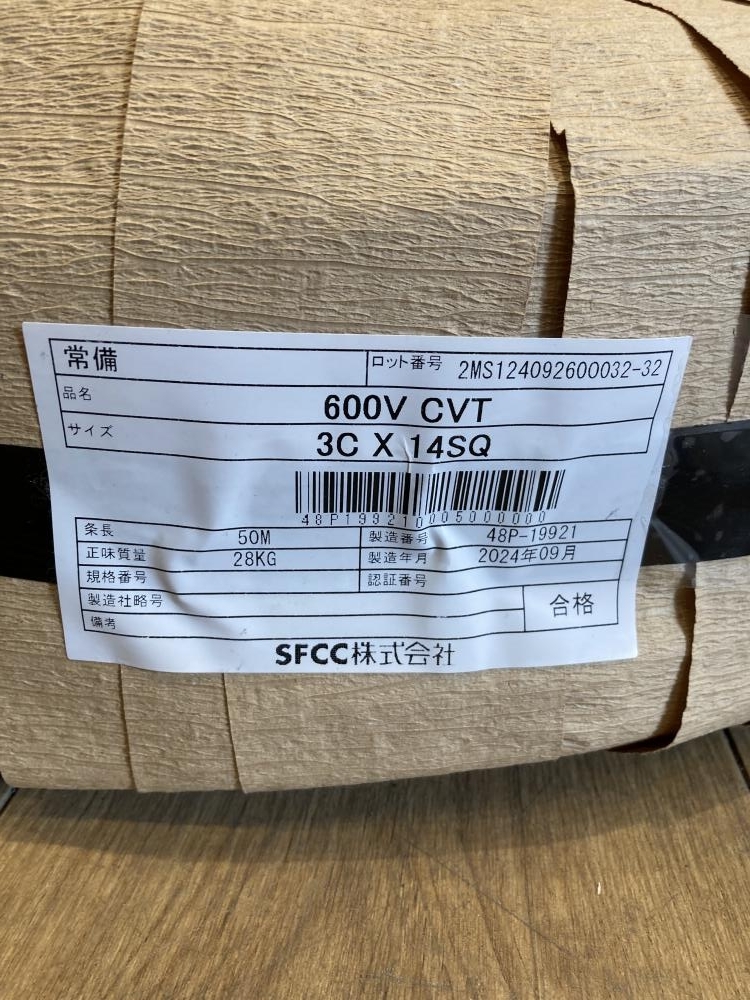 常備 ロット番号 2MS124092600032-32
品名 600V CVT
サイズ 3C X 14SQ
48P199210005000000
条長 50M 製造番号 48P-19921
正味質量 28KG 製造年月 2024年09月
規格番号 認証番号
製造社略号 合格
備考
SFCC株式会社